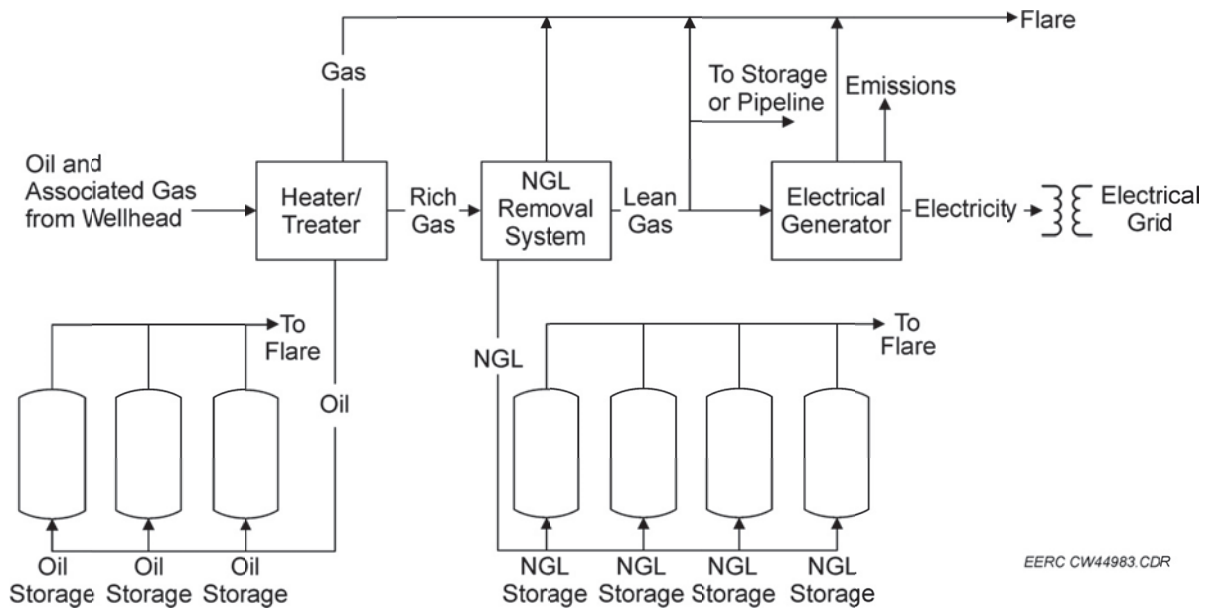 Flare
Gas
To Storage
or Pipeline
Emissions
Oil and
Associated Gas
from Wellhead
Heater/
Treater
Rich
Gas
NGL
Removal
System
Lean
Gas
Electrical
Generator
Electricity
Electrical
Grid
To
Flare
Oil
NGL
To
Flare
Oil
Storage
Oil
Storage
Oil
Storage
NGL
Storage
NGL
Storage
NGL
Storage
NGL
Storage
EERC CW44983.CDR